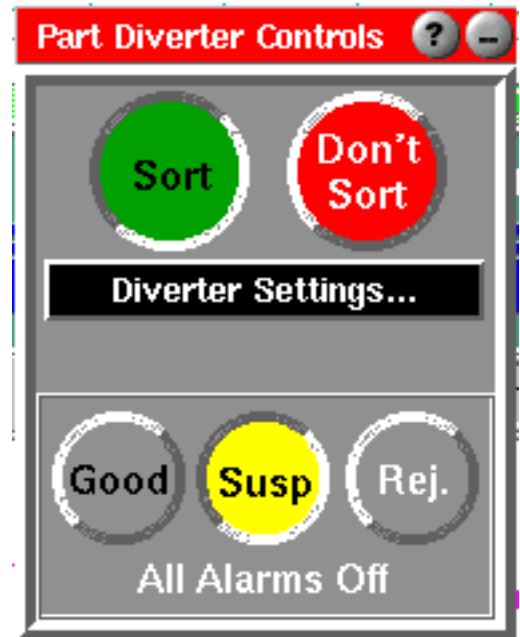 Part Diverter Controls ? --
Sort
Don't
Sort
Diverter Settings...
Good Susp Rej.
All Alarms Off